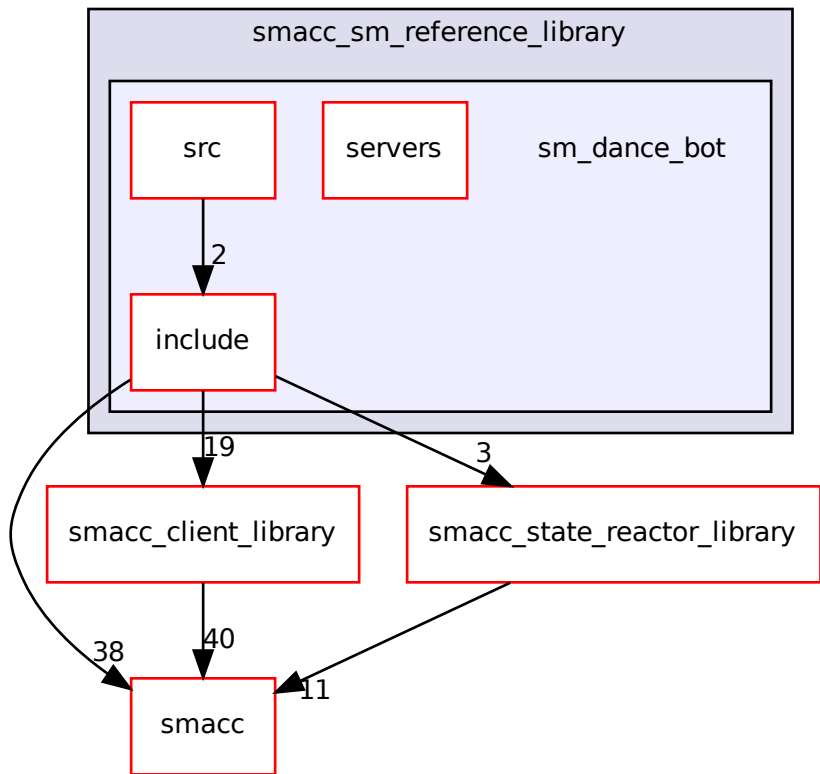 smacc_sm_reference_library
src
servers
sm_dance_bot
2
include
19
3
smacc_client_library
smacc_state_reactor_library
38
40
11
smacc